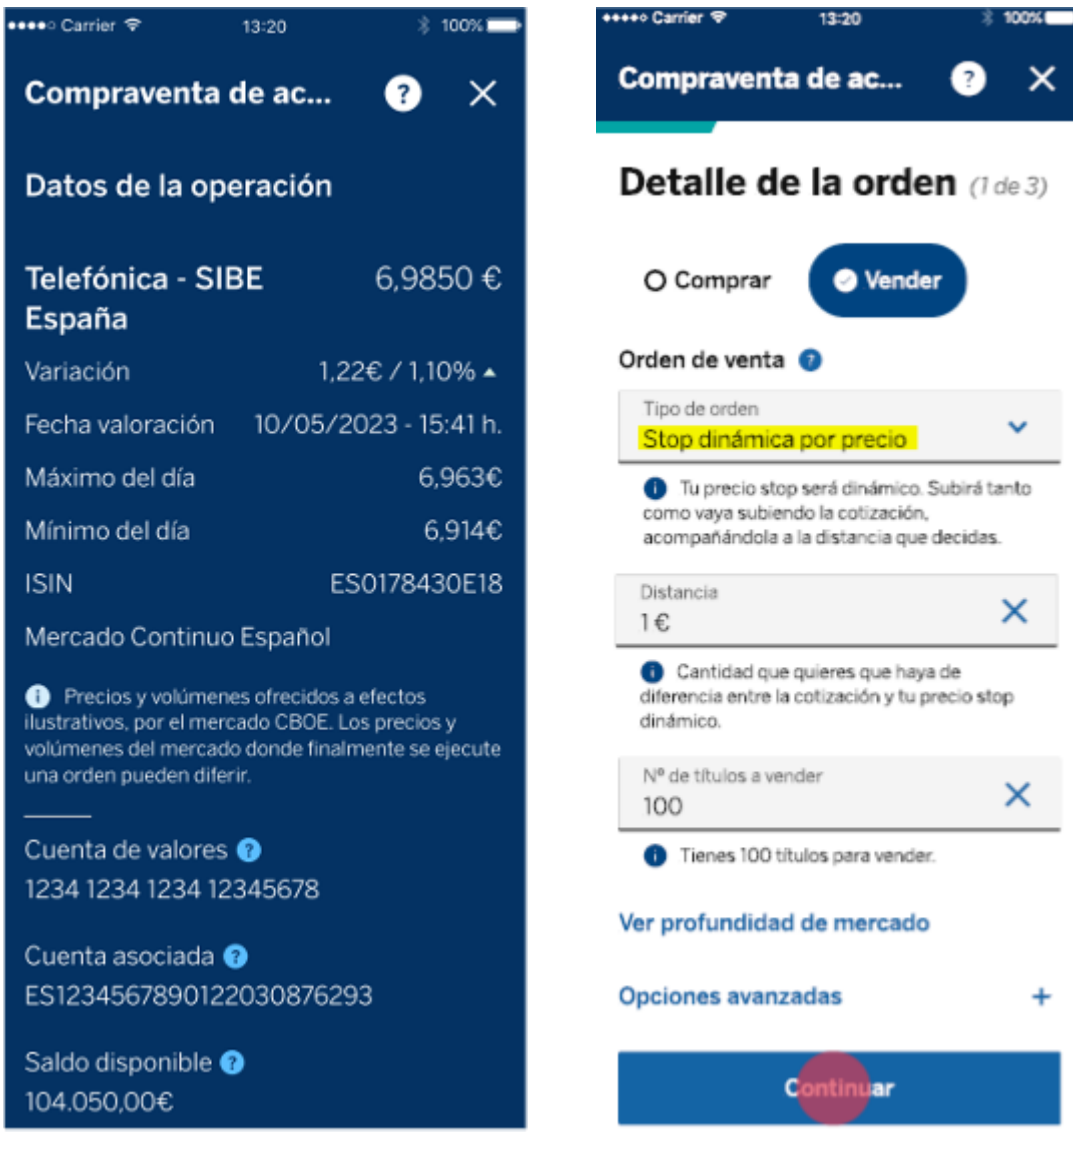 Carrier
13:20
100%
Compraventa de ac... ?
Datos de la operación
Telefónica - SIBE 6,9850 €
España
Variación 1,22€ / 1,10%
Fecha valoración 10/05/2023 - 15:41 h.
Máximo del día 6,963€
Mínimo del día 6,914€
ISIN ES0178430E18
Mercado Continuo Español
i Precios y volúmenes ofrecidos a efectos
ilustrativos, por el mercado CBOE. Los precios y
volúmenes del mercado donde finalmente se ejecute
una orden pueden diferir.
Cuenta de valores ?
1234 1234 1234 12345678
Cuenta asociada ?
ES1234567890122030876293
Saldo disponible ?
104.050,00€
Carrier
13:20
100%
Compraventa de ac... ?
Detalle de la orden (1 de 3)
Comprar Vender
Orden de venta ?
Tipo de orden
Stop dinámica por precio
i Tu precio stop será dinámico. Subirá tanto
como vaya subiendo la cotización,
acompañándola a la distancia que decidas.
Distancia
1 €
i Cantidad que quieres que haya de
diferencia entre la cotización y tu precio stop
dinámico.
Nº de títulos a vender
100
i Tienes 100 títulos para vender.
Ver profundidad de mercado
Opciones avanzadas +
Continuar